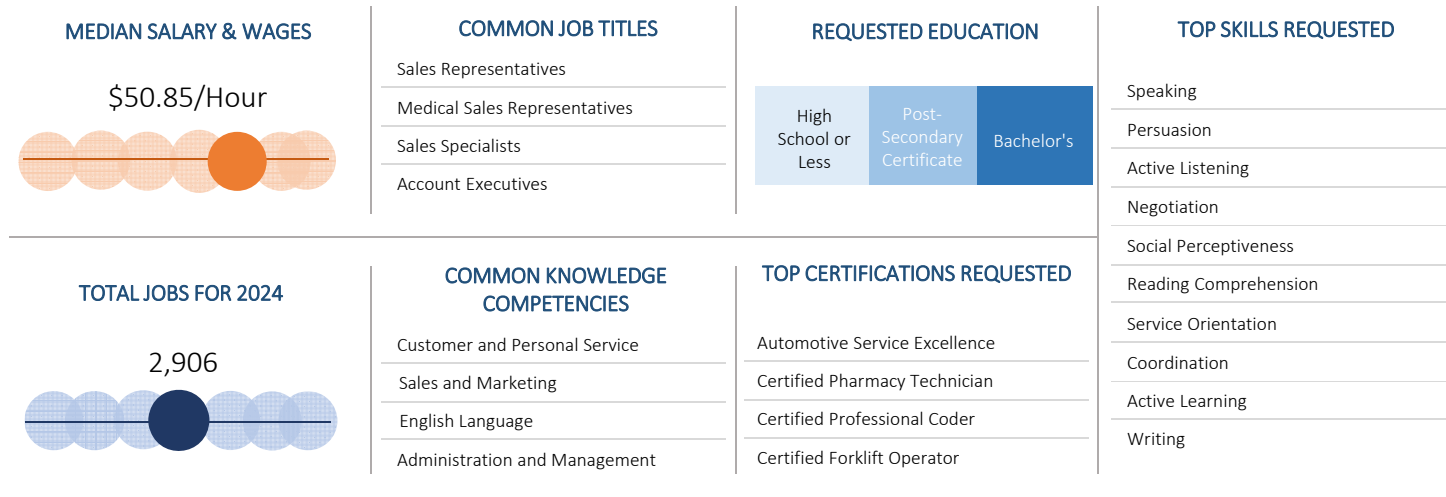 MEDIAN SALARY & WAGES
$50.85/Hour
COMMON JOB TITLES
Sales Representatives
Medical Sales Representatives
Sales Specialists
Account Executives
REQUESTED EDUCATION
High
School or
Less
Post-
Secondary
Certificate
Bachelor's
TOTAL JOBS FOR 2024
2,906
COMMON KNOWLEDGE
COMPETENCIES
Customer and Personal Service
Sales and Marketing
English Language
Administration and Management
TOP CERTIFICATIONS REQUESTED
Automotive Service Excellence
Certified Pharmacy Technician
Certified Professional Coder
Certified Forklift Operator
TOP SKILLS REQUESTED
Speaking
Persuasion
Active Listening
Negotiation
Social Perceptiveness
Reading Comprehension
Service Orientation
Coordination
Active Learning
Writing